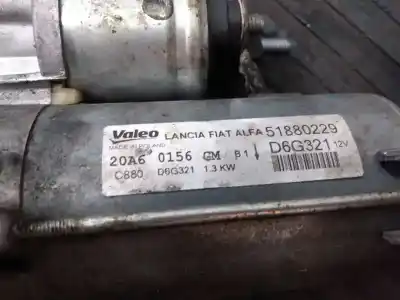 Valeo LANCIA FIAT ALFA 51880229
MADE IN POLAND D6G321 12V
20A6 0156 GM B1
C880 D6G321 1.3 KW